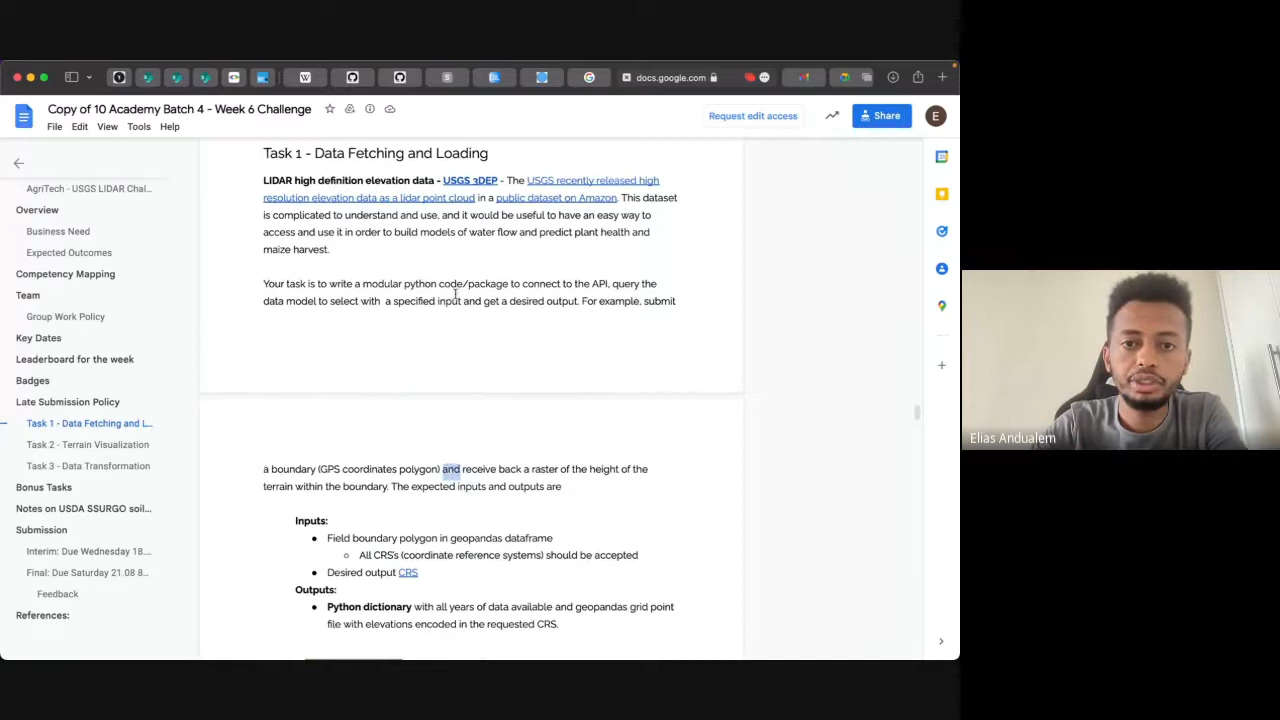 docs.google.com
Copy of 10 Academy Batch 4 - Week 6 Challenge
File Edit View Tools Help
Request edit access
Share
E
AgriTech - USGS LIDAR Chal...
Overview
Business Need
Expected Outcomes
Competency Mapping
Team
Group Work Policy
Key Dates
Leaderboard for the week
Badges
Late Submission Policy
Task 1 - Data Fetching and L...
Task 2 - Terrain Visualization
Task 3 - Data Transformation
Bonus Tasks
Notes on USDA SSURGO soil...
Submission
Interim: Due Wednesday 18....
Final: Due Saturday 21.08 8...
Feedback
References:
Task 1 - Data Fetching and Loading
LIDAR high definition elevation data - USGS 3DEP - The USGS recently released high
resolution elevation data as a lidar point cloud in a public dataset on Amazon. This dataset
is complicated to understand and use, and it would be useful to have an easy way to
access and use it in order to build models of water flow and predict plant health and
maize harvest.
Your task is to write a modular python code/package to connect to the API, query the
data model to select with a specified input and get a desired output. For example, submit
a boundary (GPS coordinates polygon) and receive back a raster of the height of the
terrain within the boundary. The expected inputs and outputs are
Inputs:
● Field boundary polygon in geopandas dataframe
○ All CRS's (coordinate reference systems) should be accepted
● Desired output CRS
Outputs:
● Python dictionary with all years of data available and geopandas grid point
file with elevations encoded in the requested CRS.
Elias Andualem